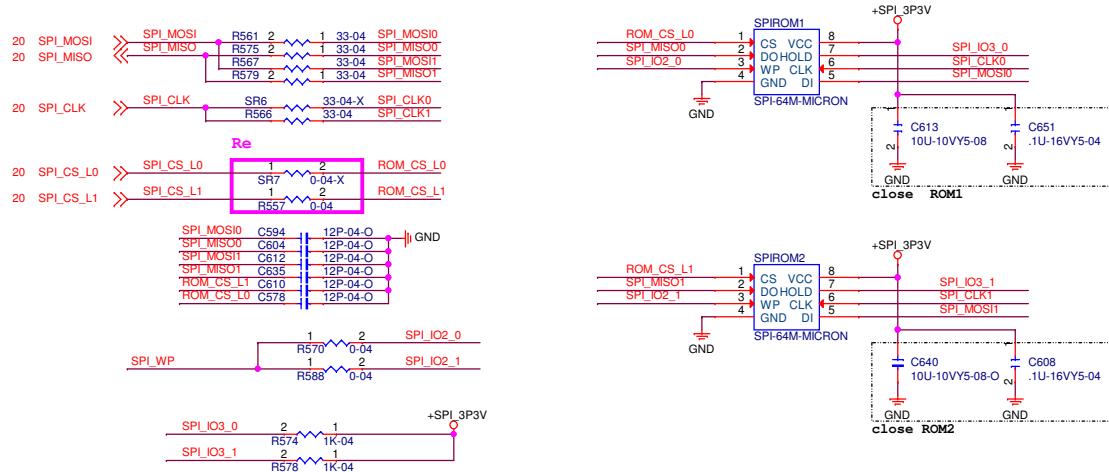 20 SPI_MOSI SPI_MOSI R561 2 1 33-04 SPI_MOSI0
20 SPI_MISO SPI_MISO R575 2 1 33-04 SPI_MISO0
R567 33-04 SPI_MOSI1
R579 2 1 33-04 SPI_MISO1
20 SPI_CLK SPI_CLK SR6 33-04-X SPI_CLK0
R566 33-04 SPI_CLK1
Re
20 SPI_CS_L0 SPI_CS_L0 1 2 ROM_CS_L0
SR7 0-04-X
20 SPI_CS_L1 SPI_CS_L1 1 2 ROM_CS_L1
R557 0-04
SPI_MOSI0 C594 12P-04-O GND
SPI_MISO0 C604 12P-04-O
SPI_MOSI1 C612 12P-04-O
SPI_MISO1 C635 12P-04-O
ROM_CS_L1 C610 12P-04-O
ROM_CS_L0 C578 12P-04-O
1 2 SPI_IO2_0
R570 0-04
SPI_WP 1 2 SPI_IO2_1
R588 0-04
+SPI_3P3V
SPI_IO3_0 2 1
R574 1K-04
SPI_IO3_1 2 1
R578 1K-04
+SPI_3P3V
SPIROM1
ROM_CS_L0 1 CS VCC 8
SPI_MISO0 2 DO HOLD 7 SPI_IO3_0
SPI_IO2_0 3 WP CLK 6 SPI_CLK0
4 GND DI 5 SPI_MOSI0
SPI-64M-MICRON
GND
1 1
C613 C651
10U-10VY5-08 .1U-16VY5-04
2 2
GND GND
close ROM1
+SPI_3P3V
SPIROM2
ROM_CS_L1 1 CS VCC 8
SPI_MISO1 2 DO HOLD 7 SPI_IO3_1
SPI_IO2_1 3 WP CLK 6 SPI_CLK1
4 GND DI 5 SPI_MOSI1
SPI-64M-MICRON
GND
1
C640 C608
10U-10VY5-08-O .1U-16VY5-04
2
GND GND
close ROM2